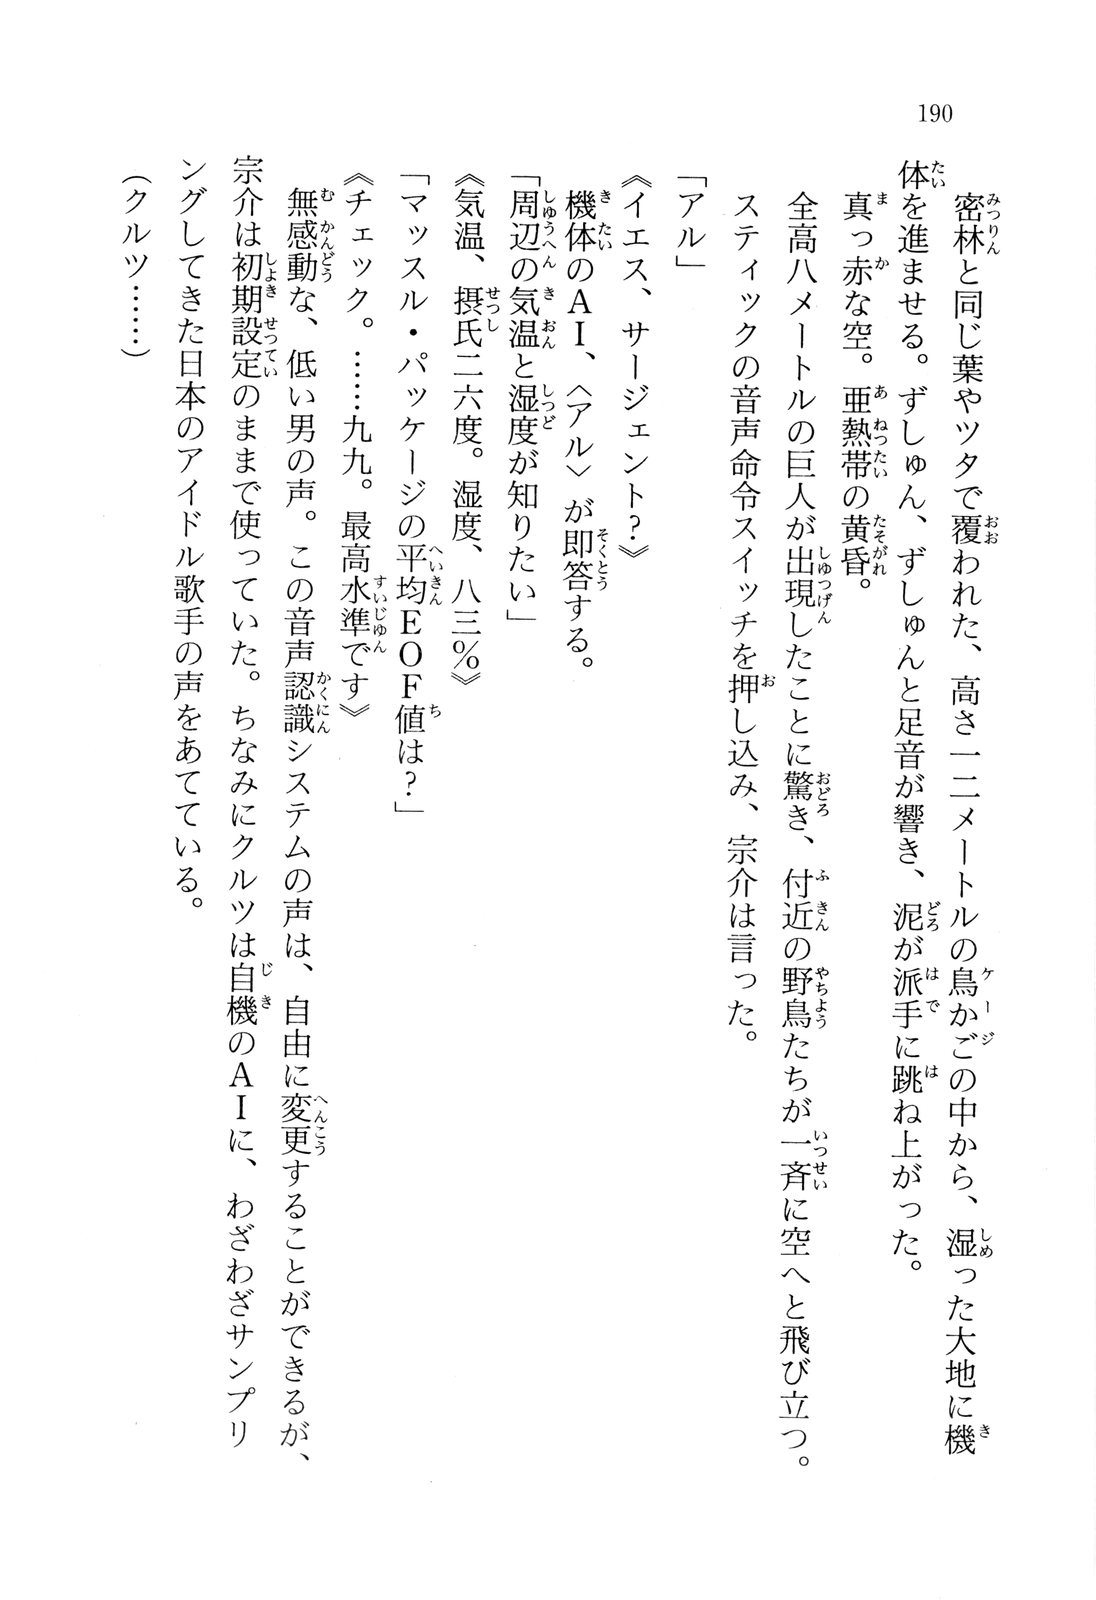 190
密林と同じ葉やツタで覆われた、高さ一二メートルの鳥かごの中から、湿った大地に機
体を進ませる。ずしゅん、ずしゅんと足音が響き、泥が派手に跳ね上がった。
真っ赤な空。亜熱帯の黄昏。
全高八メートルの巨人が出現したことに驚き、付近の野鳥たちが一斉に空へと飛び立つ。
スティックの音声命令スイッチを押し込み、宗介は言った。
「アル」
《イエス、サージェント?》
機体のAI、〈アル〉が即答する。
「周辺の気温と湿度が知りたい」
《気温、摂氏二六度。湿度、八三%》
「マッスル・パッケージの平均EOF値は?」
《チェック。……九九。最高水準です》
無感動な、低い男の声。この音声認識システムの声は、自由に変更することができるが、
宗介は初期設定のままで使っていた。ちなみにクルツは自機のAIに、わざわざサンプリ
ングしてきた日本のアイドル歌手の声をあてている。
(クルツ……)